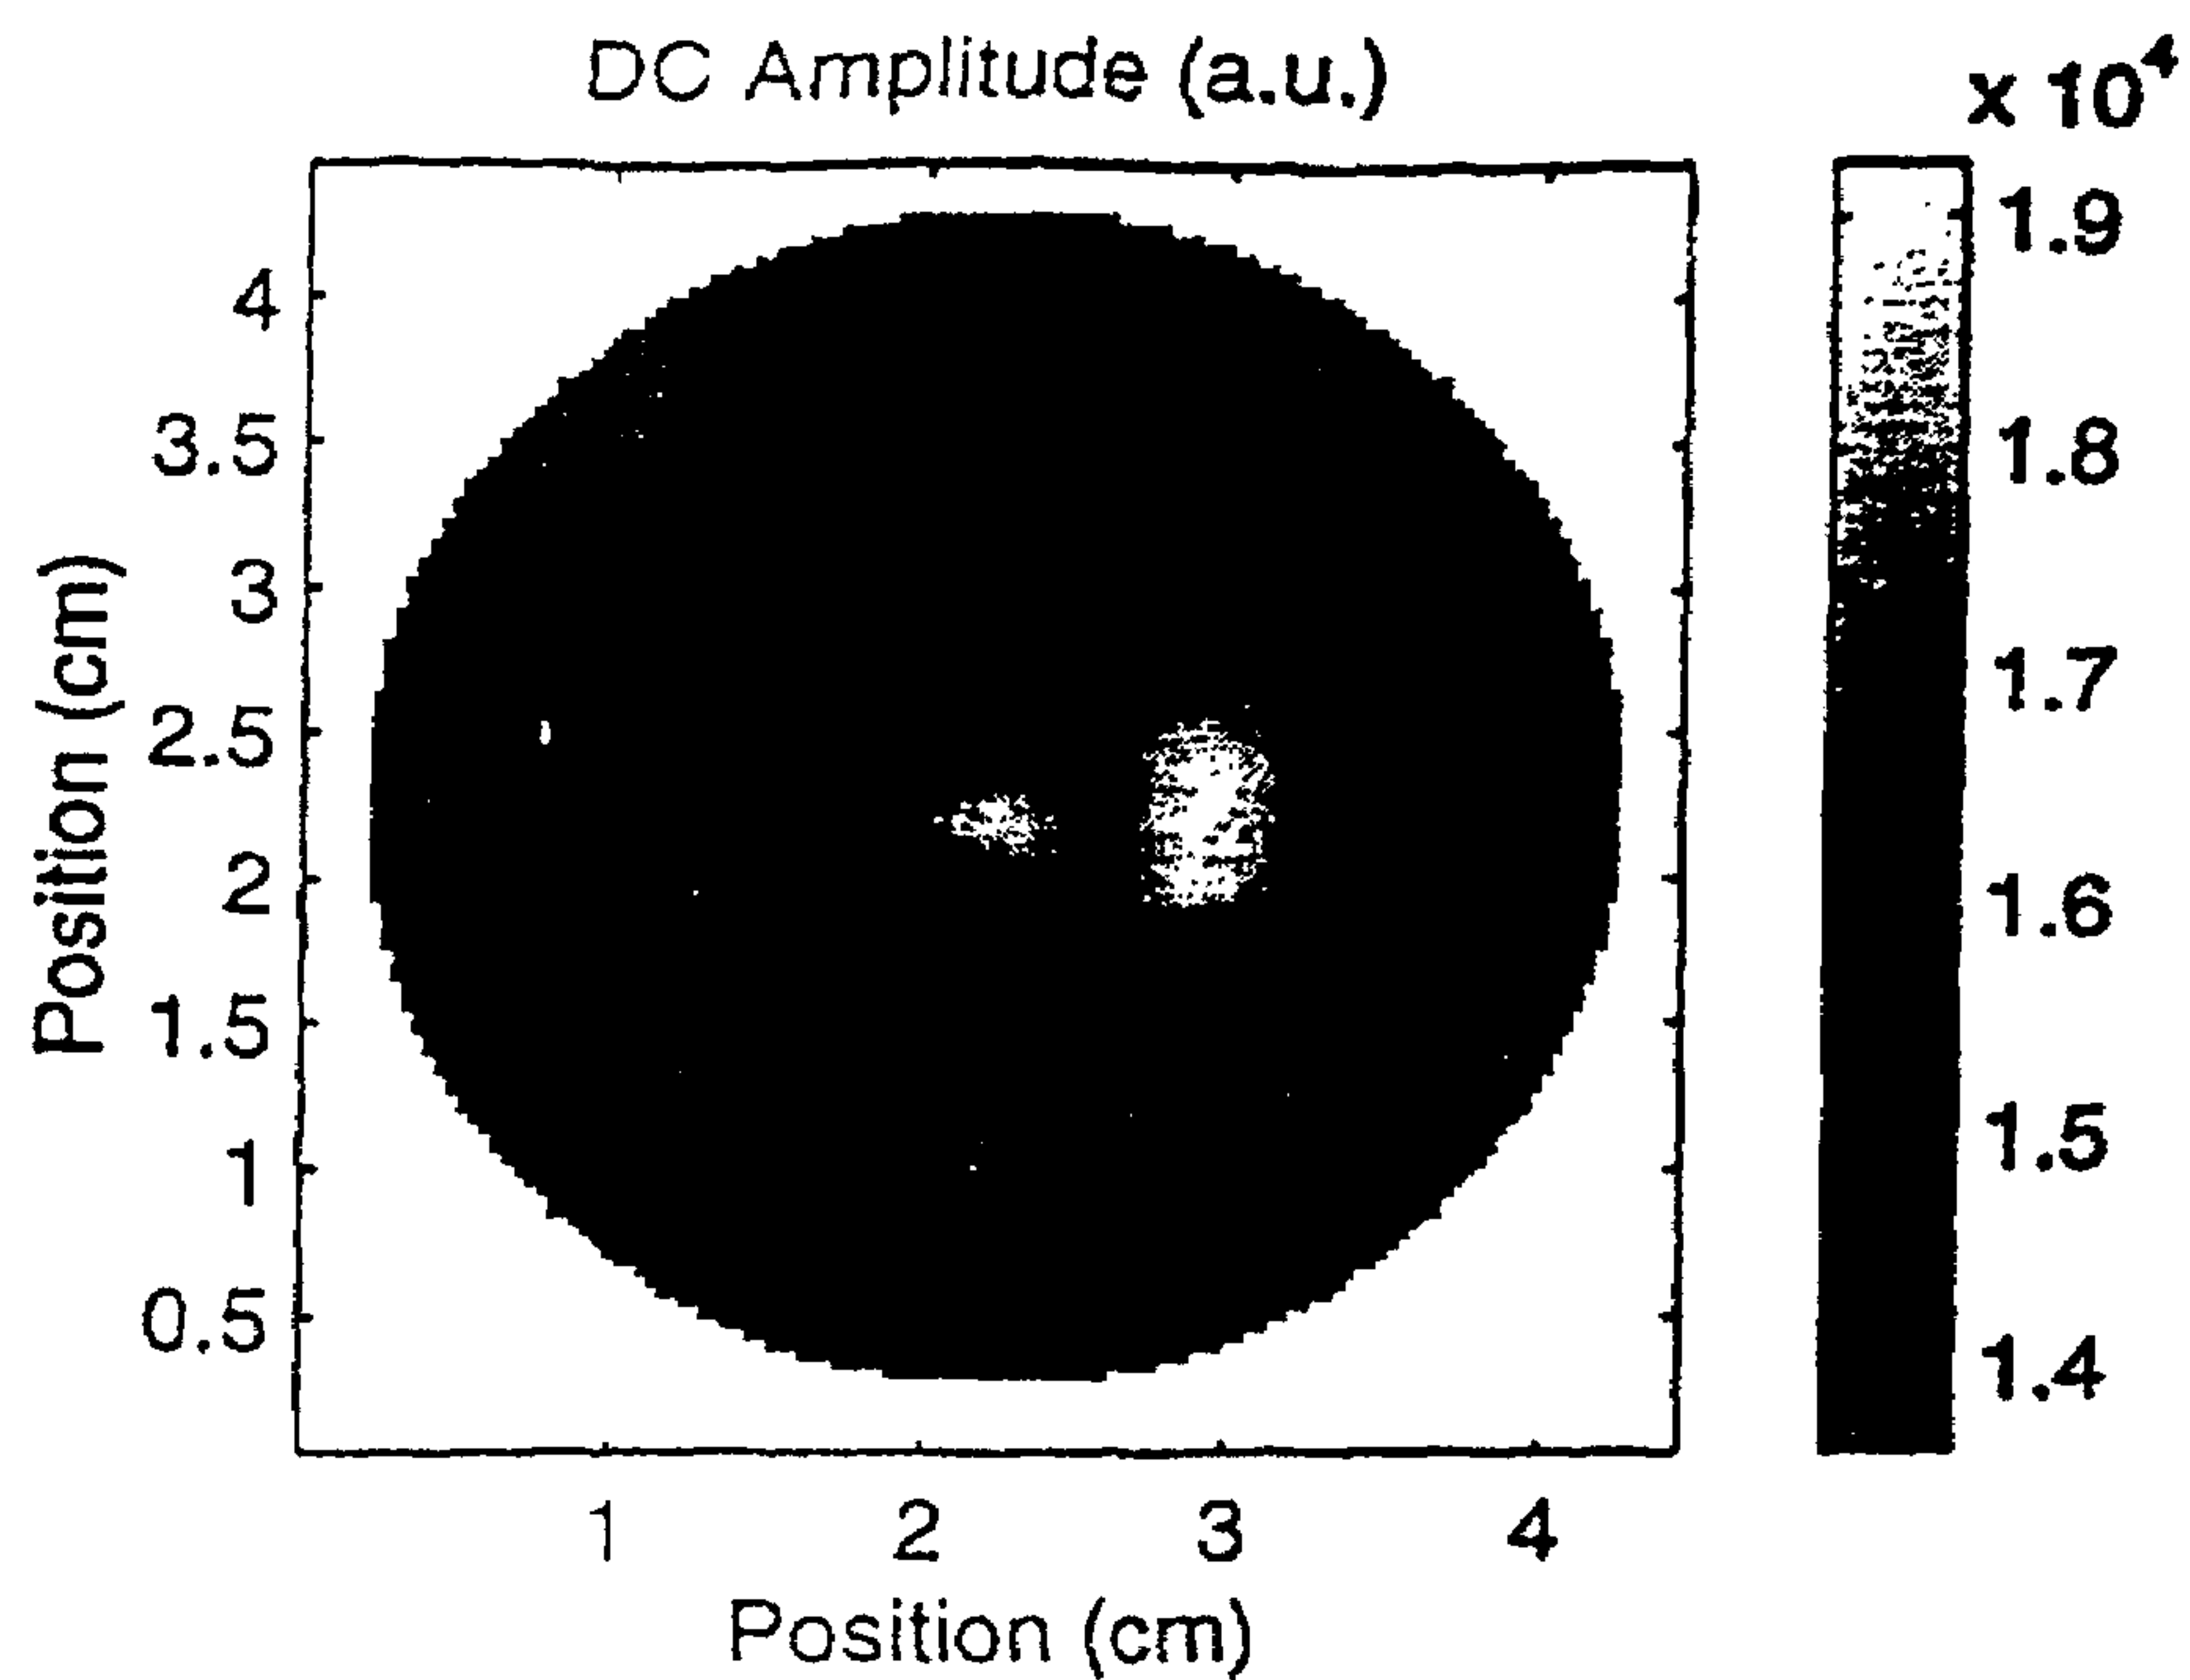 DC Amplitude (a.u.)
x 10⁴
1.9
1.8
1.7
1.6
1.5
1.4
Position (cm)
4
3.5
3
2.5
2
1.5
1
0.5
1 2 3 4
Position (cm)